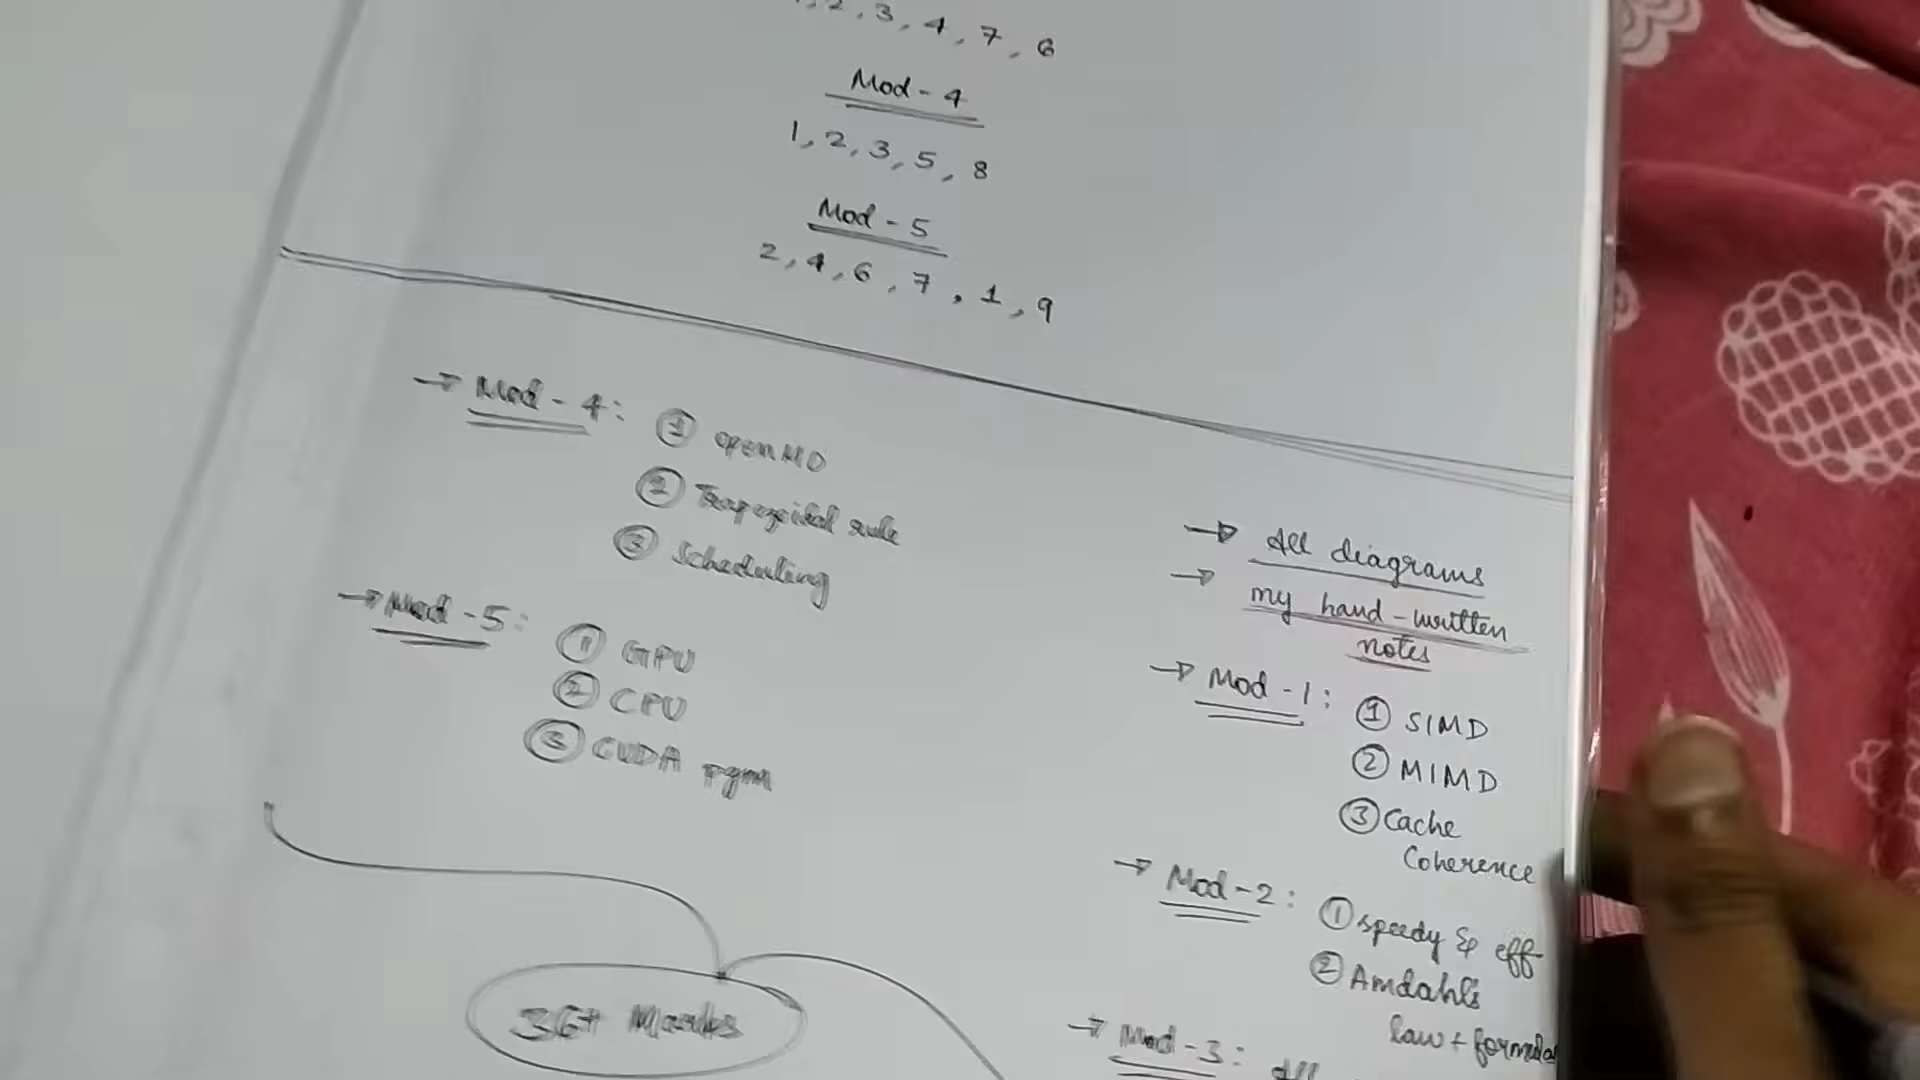 2, 3, 4, 7, 6
Mod - 4
1, 2, 3, 5, 8
Mod - 5
2, 4, 6, 7, 1, 9
→ Mod - 4: ① openMD
② Trapezoidal rule
③ Scheduling
→ Mod - 5: ① GPU
② CPU
③ CUDA pgm
36+ Marks
→ All diagrams
→ my hand-written
notes
→ Mod - 1: ① SIMD
② MIMD
③ Cache
Coherence
→ Mod - 2: ① speedy & eff
② Amdahl's
law + formula
→ Mod - 3: All